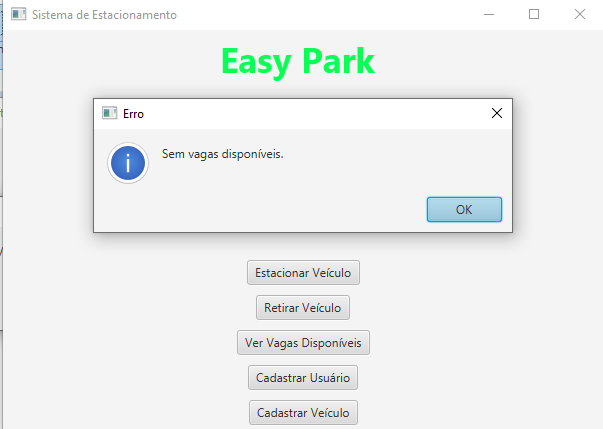 Sistema de Estacionamento
Easy Park
Erro
Sem vagas disponíveis.
OK
Estacionar Veículo
Retirar Veículo
Ver Vagas Disponíveis
Cadastrar Usuário
Cadastrar Veículo